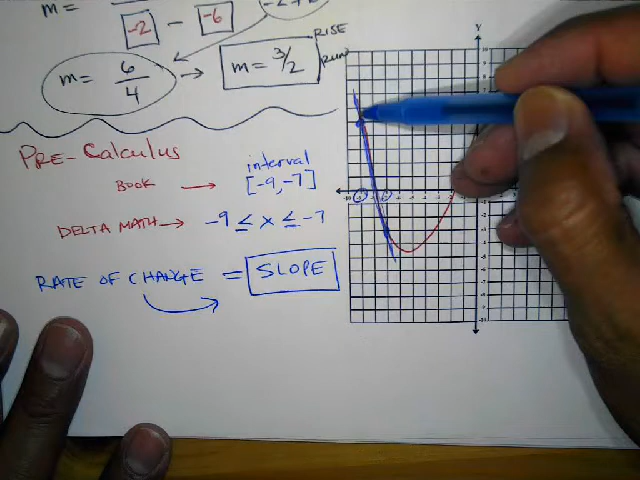 m =
-2 - -6
m = 6/4 → m = 3/2
RISE
RUN
PRE-Calculus
interval
BOOK → [-9,-7]
DELTA MATH → -9 ≤ x ≤ -7
RATE OF CHANGE = SLOPE
Y